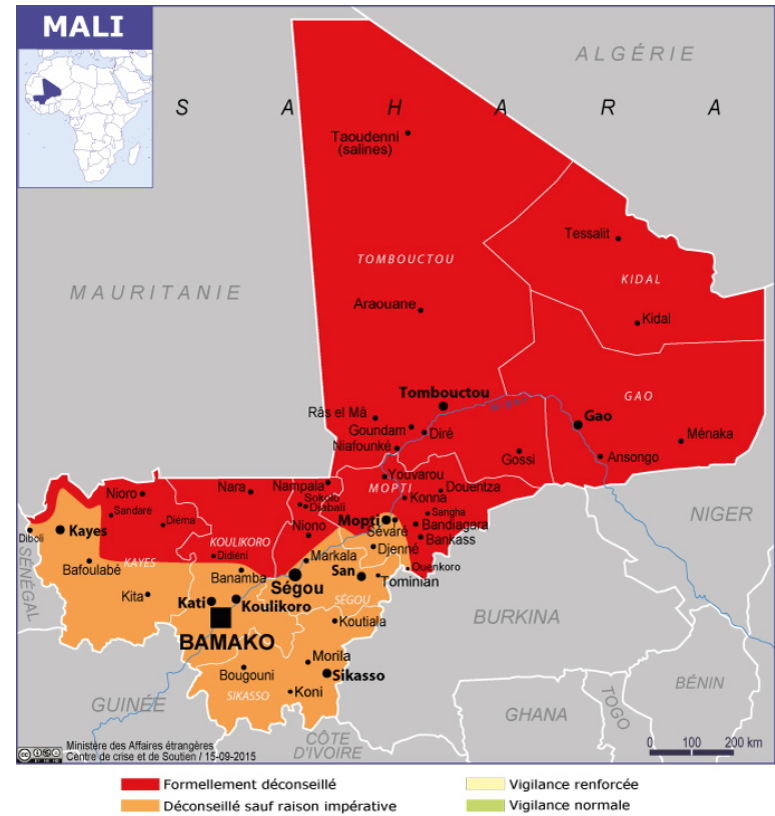 MALI
ALGÉRIE
S A H A R A
Taoudenni
(salines)
Tessalit
TOMBOUCTOU
KIDAL
MAURITANIE
Araouane
Kidal
GAO
Tombouctou
NIGER
Râs el Mâ
Gao
Goundam
Diré
Ménaka
Niafounké
Gossi
Ansongo
Youvarou
Nioro
Nara
Nampala
MOPTI
Douentza
Sokolo
Konna
Sandaré
Diabali
Sangha
NIGER
Diéma
KOULIKORO
Niono
Mopti
Sévaré
Bandiagara
Kayes
Diboli
Bankass
Didiéni
Djenné
KAYES
Markala
Bafoulabé
Ouenkoro
SÉNÉGAL
Banamba
Ségou
San
Tominian
Kita
Kati
Koulikoro
SÉGOU
BURKINA
BAMAKO
Koutiala
Morila
Bougouni
Sikasso
BÉNIN
GUINÉE
SIKASSO
Koni
TOGO
GHANA
CÔTE
D'IVOIRE
Ministère des Affaires étrangères
Centre de crise et de Soutien / 15-09-2015
0 100 200 km
Formellement déconseillé
Vigilance renforcée
Déconseillé sauf raison impérative
Vigilance normale